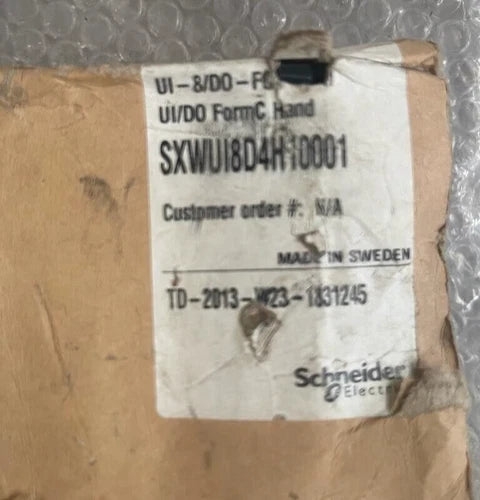 UI-8/DO-FC
UI/DO FormC Hand
SXWUI8D4H10001
Customer order #: N/A
MADE IN SWEDEN
TD-2013-W23-1831245
Schneider
Electric